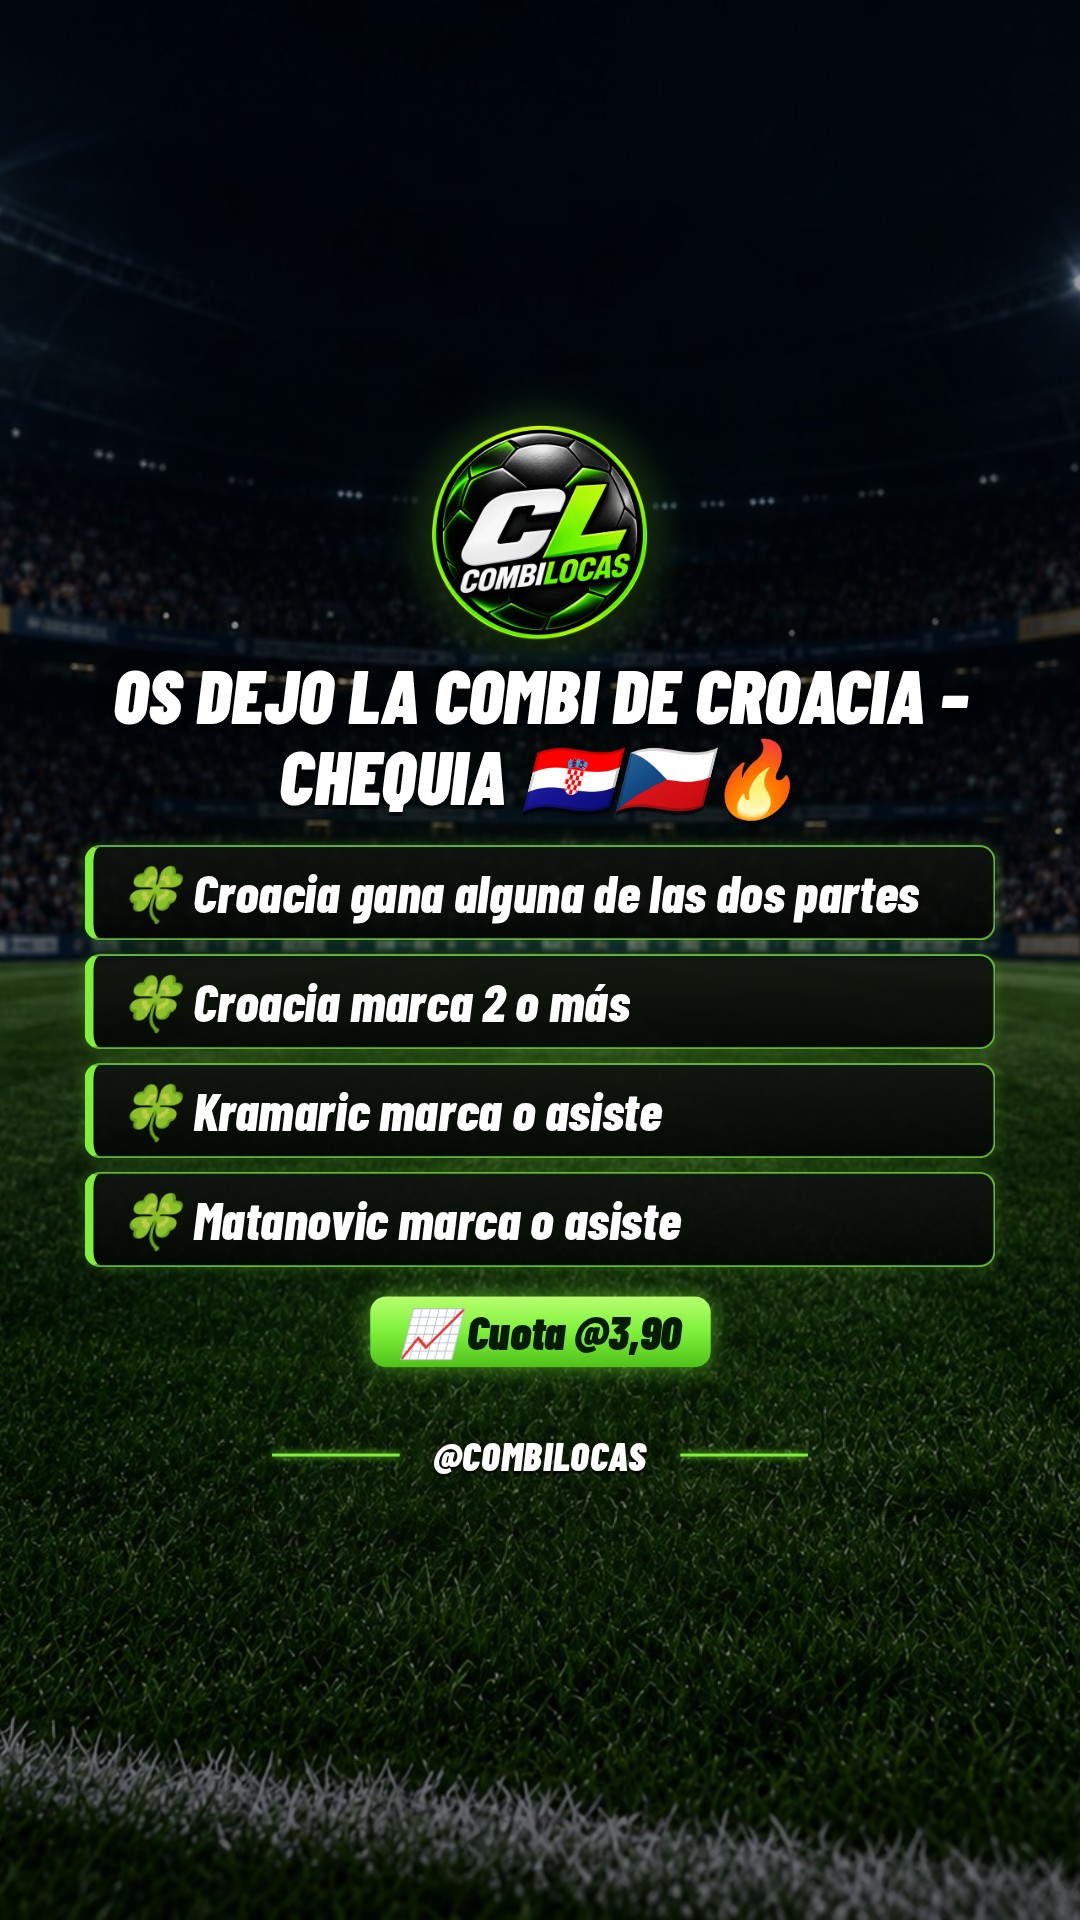 CL
COMBILOCAS
OS DEJO LA COMBI DE CROACIA -
CHEQUIA 🇭🇷🇨🇿🔥
🍀 Croacia gana alguna de las dos partes
🍀 Croacia marca 2 o más
🍀 Kramaric marca o asiste
🍀 Matanovic marca o asiste
📈 Cuota @3,90
@COMBILOCAS